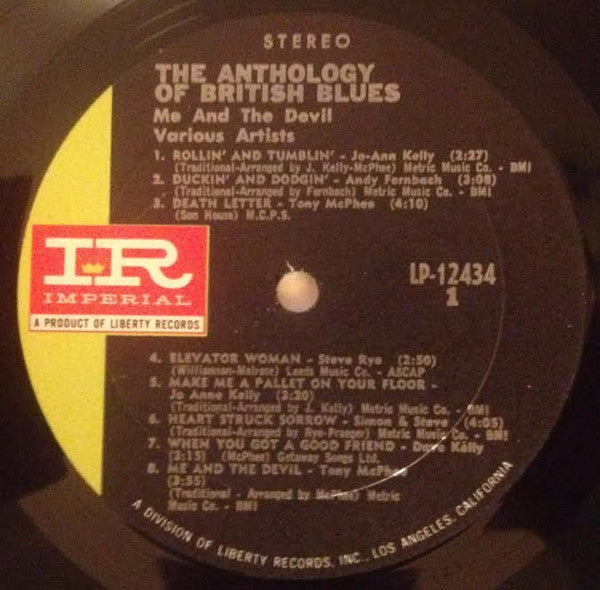 STEREO
THE ANTHOLOGY
OF BRITISH BLUES
Me And The Devil
Various Artists
1. ROLLIN' AND TUMBLIN' - Jo-Ann Kelly (2:27)
(Traditional-Arranged by J. Kelly-McPhee) Metric Music Co. - BMI
2. DUCKIN' AND DODGIN' - Andy Fernbach (3:08)
(Traditional-Arranged by Fernbach) Metric Music Co. - BMI
3. DEATH LETTER - Tony McPhee (4:10)
(Son House) M.C.P.S.
IR
IMPERIAL
A PRODUCT OF LIBERTY RECORDS
LP-12434
1
4. ELEVATOR WOMAN - Steve Rye (2:50)
(Williamson-Melrose) Leeds Music Co. - ASCAP
5. MAKE ME A PALLET ON YOUR FLOOR -
Jo Anne Kelly (3:20)
(Traditional-Arranged by J. Kelly) Metric Music Co. - BMI
6. HEART STRUCK SORROW - Simon & Steve (4:05)
(Traditional-Arranged by Rye-Prager) Metric Music Co. - BMI
7. WHEN YOU GOT A GOOD FRIEND - Dave Kelly
(3:15) (McPhee) Getaway Songs Ltd.
8. ME AND THE DEVIL - Tony McPhee
(3:55)
(Traditional - Arranged by McPhee) Metric
Music Co. - BMI
A DIVISION OF LIBERTY RECORDS, INC., LOS ANGELES, CALIFORNIA